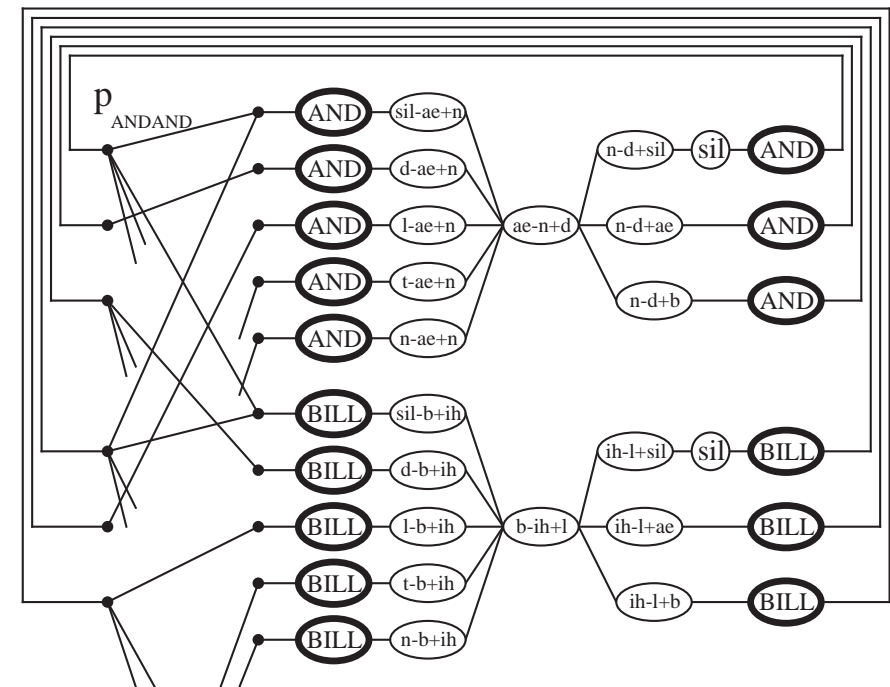 p ANDAND
AND sil-ae+n
AND d-ae+n
AND l-ae+n
AND t-ae+n
AND n-ae+n
ae-n+d
n-d+sil sil AND
n-d+ae AND
n-d+b AND
BILL sil-b+ih
BILL d-b+ih
BILL l-b+ih
BILL t-b+ih
BILL n-b+ih
b-ih+l
ih-l+sil sil BILL
ih-l+ae BILL
ih-l+b BILL